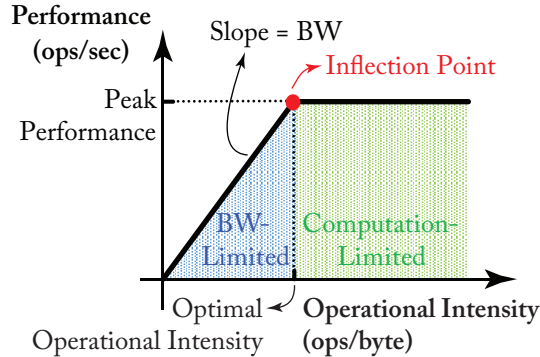 Performance
(ops/sec)
Slope = BW
Inflection Point
Peak
Performance
BW-
Limited
Computation-
Limited
Optimal
Operational Intensity
Operational Intensity
(ops/byte)